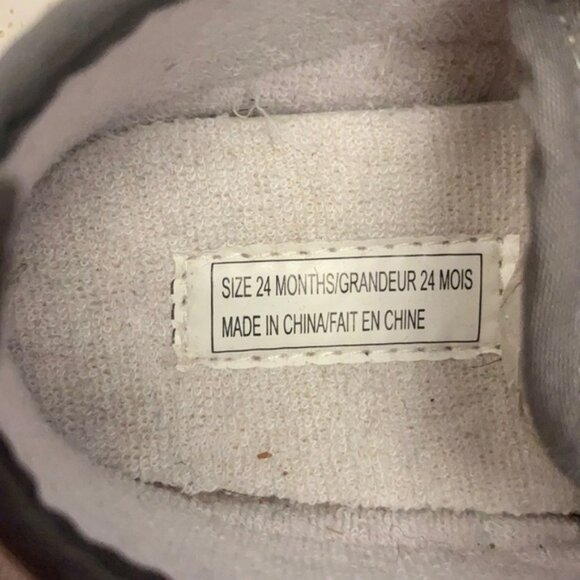 SIZE 24 MONTHS/GRANDEUR 24 MOIS
MADE IN CHINA/FAIT EN CHINE